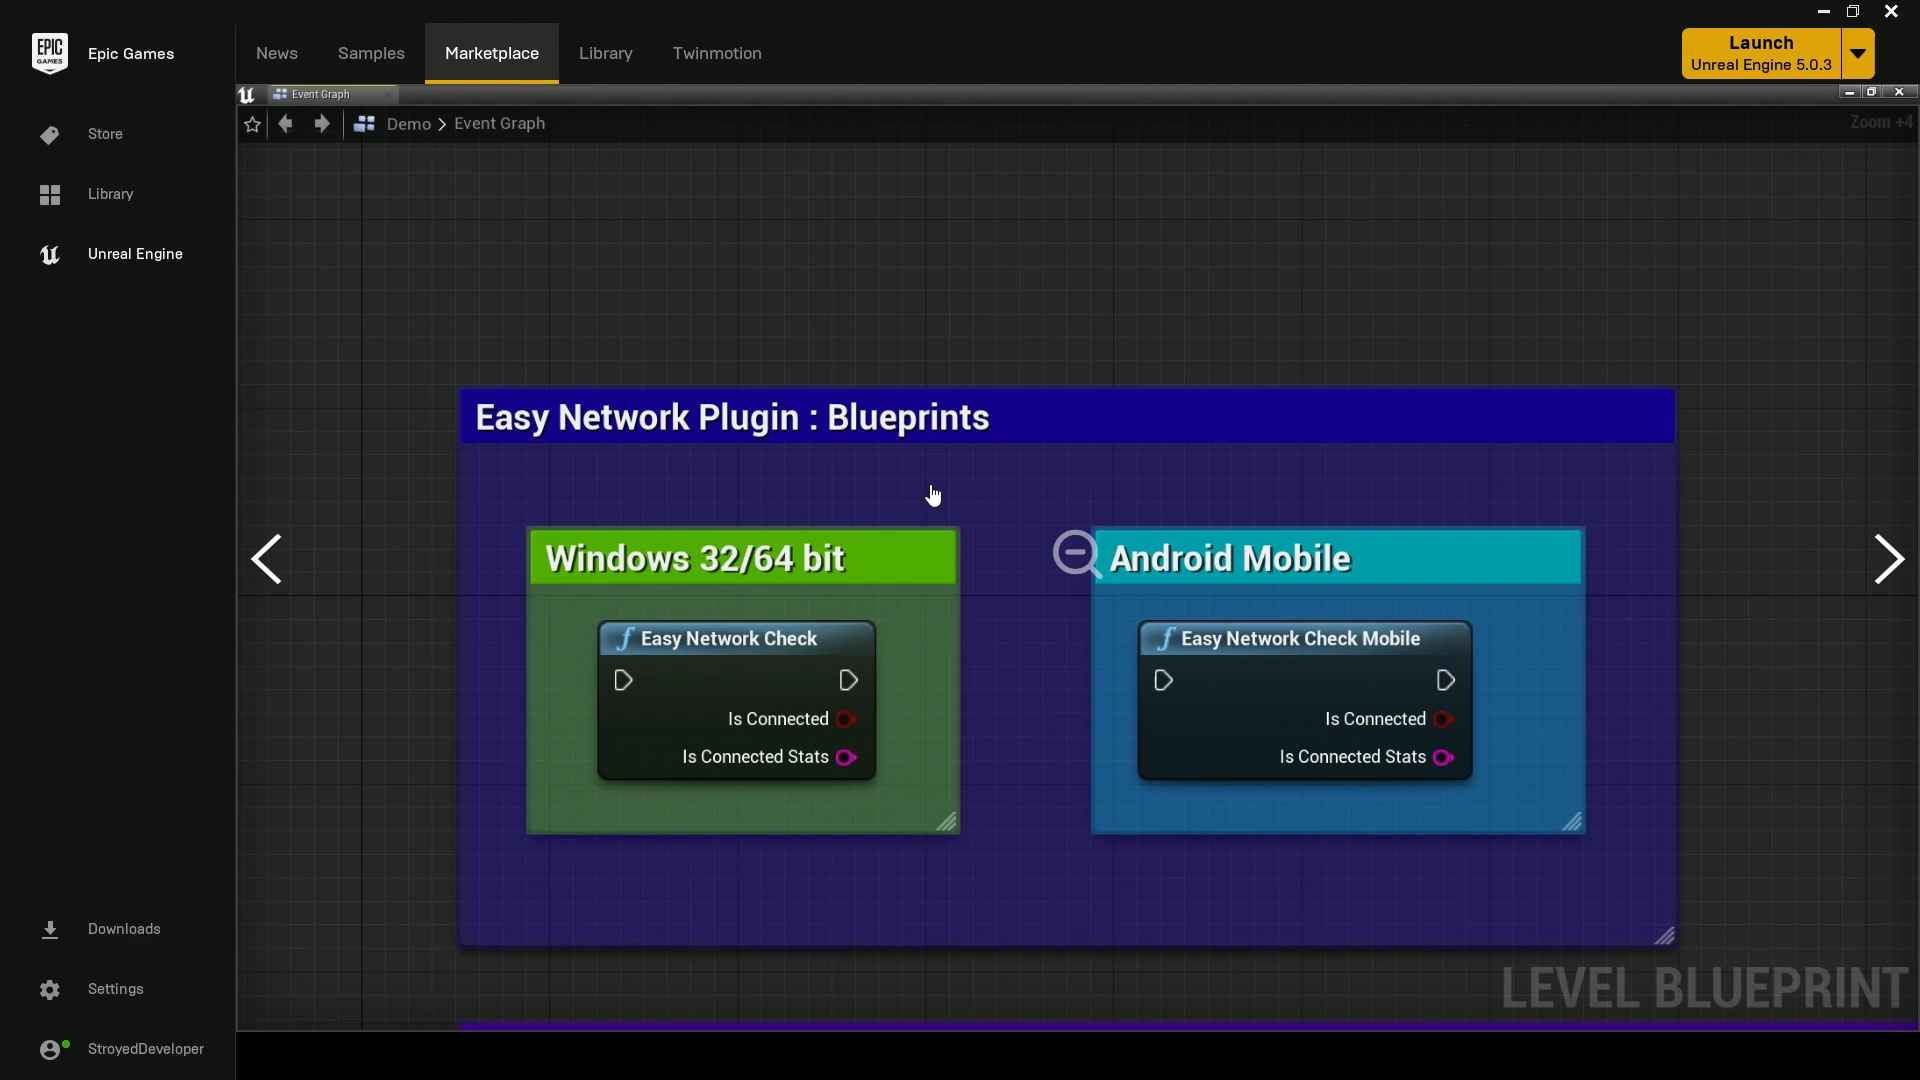 EPIC
GAMES
Epic Games
News
Samples
Marketplace
Library
Twinmotion
Launch
Unreal Engine 5.0.3
Event Graph
Demo
Event Graph
Zoom +4
Store
Library
Unreal Engine
Easy Network Plugin : Blueprints
Windows 32/64 bit
Easy Network Check
Is Connected
Is Connected Stats
Android Mobile
Easy Network Check Mobile
Is Connected
Is Connected Stats
LEVEL BLUEPRINT
Downloads
Settings
StroyedDeveloper